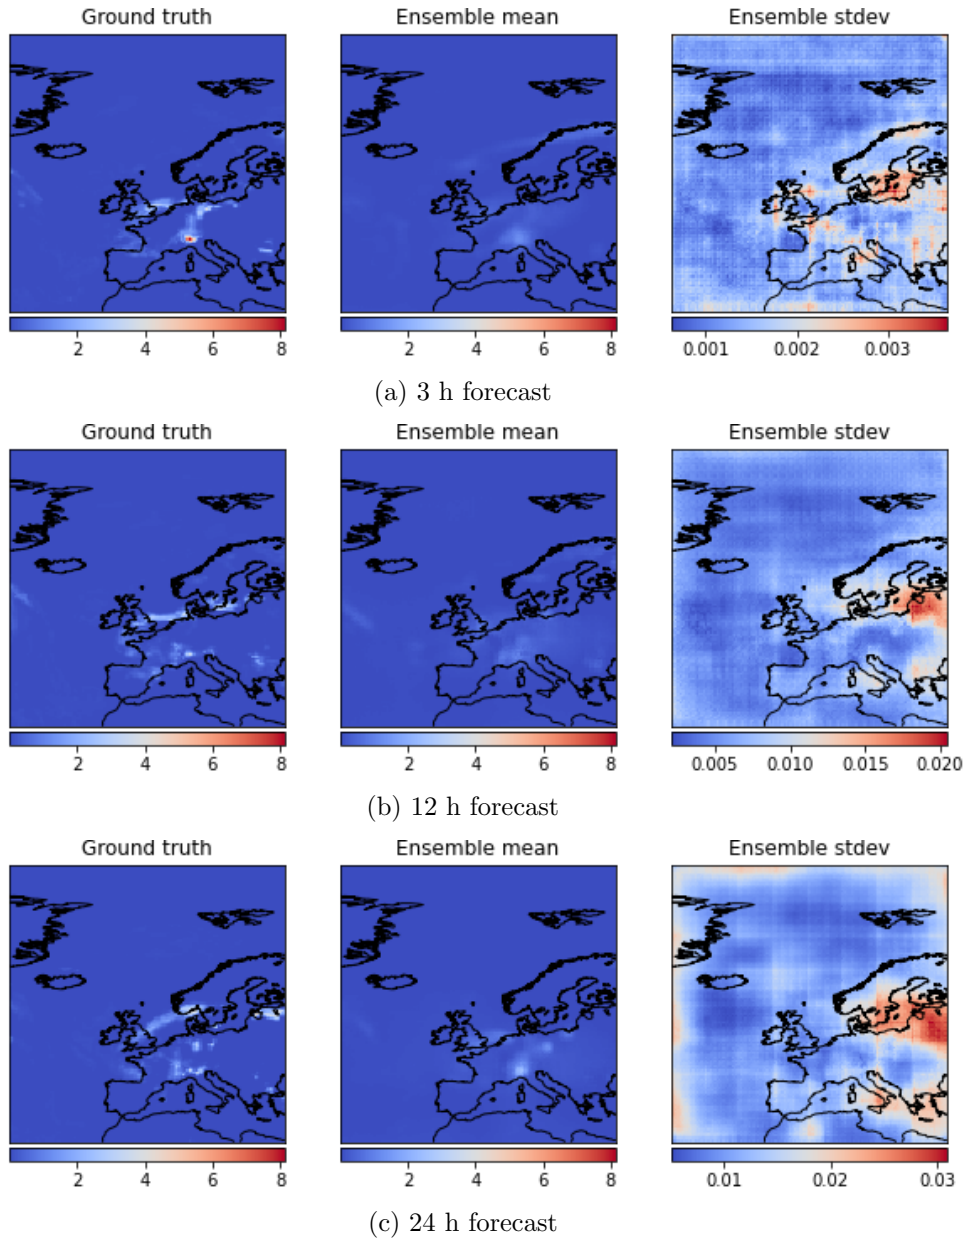 Ground truth Ensemble mean Ensemble stdev
2 4 6 8 2 4 6 8 0.001 0.002 0.003
(a) 3 h forecast
Ground truth Ensemble mean Ensemble stdev
2 4 6 8 2 4 6 8 0.005 0.010 0.015 0.020
(b) 12 h forecast
Ground truth Ensemble mean Ensemble stdev
2 4 6 8 2 4 6 8 0.01 0.02 0.03
(c) 24 h forecast